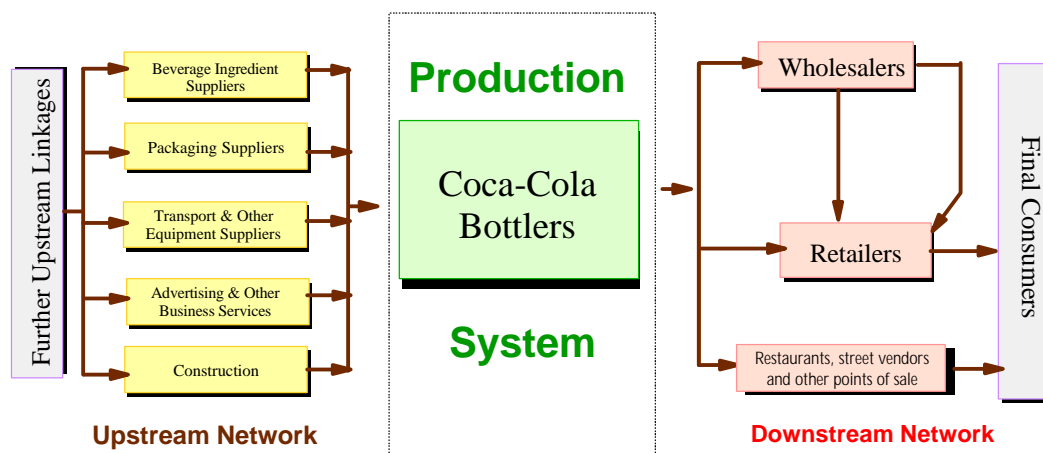 Further Upstream Linkages
Beverage Ingredient
Suppliers
Packaging Suppliers
Transport & Other
Equipment Suppliers
Advertising & Other
Business Services
Construction
Upstream Network
Production
Coca-Cola
Bottlers
System
Wholesalers
Retailers
Restaurants, street vendors
and other points of sale
Final Consumers
Downstream Network